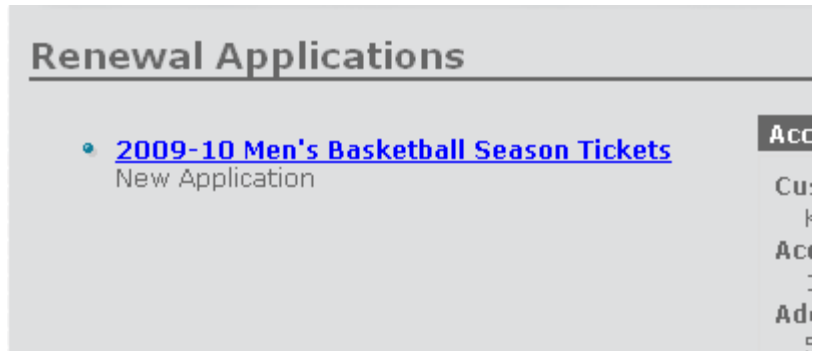 Renewal Applications
2009-10 Men's Basketball Season Tickets
New Application